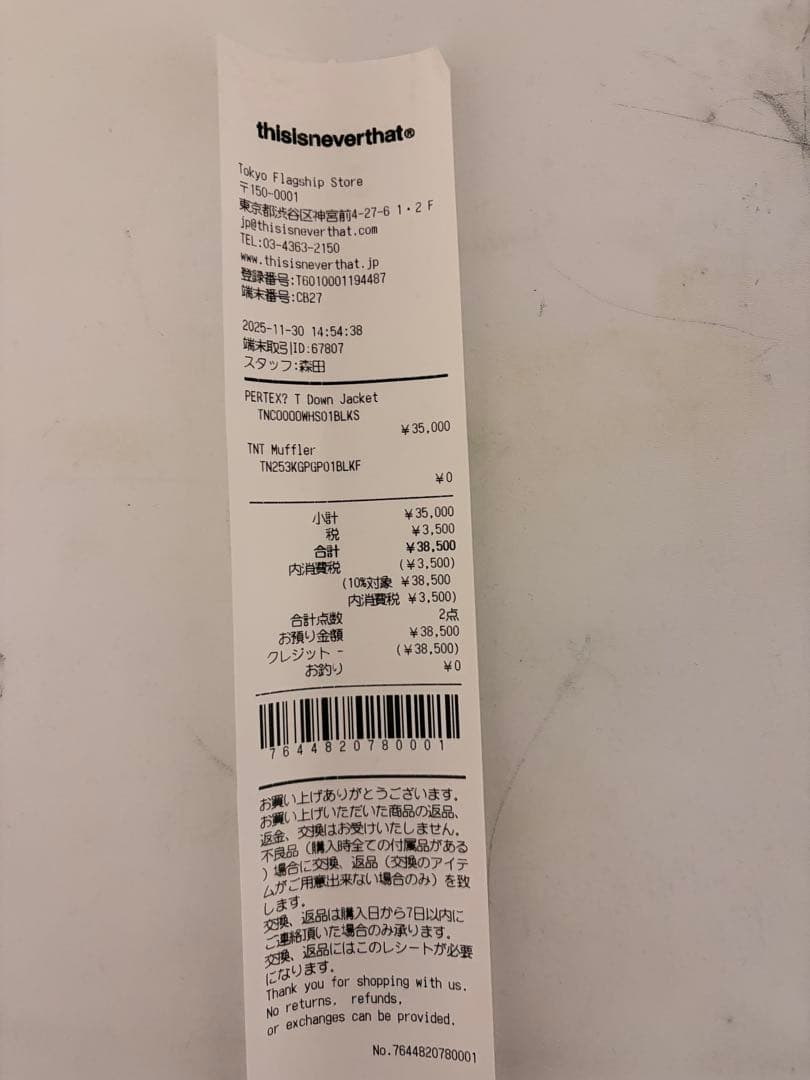 thisisneverthat®
Tokyo Flagship Store
〒150-0001
東京都渋谷区神宮前4-27-6 1・2 F
jp@thisisneverthat.com
TEL:03-4363-2150
www.thisisneverthat.jp
登録番号:T6010001194487
端末番号:CB27
2025-11-30 14:54:38
端末取引ID:67807
スタッフ:森田
PERTEX? T Down Jacket
TNCO000WHS01BLKS
¥35,000
TNT Muffler
TN253KGPGP01BLKF
¥0
小計 ¥35,000
税 ¥3,500
合計 ¥38,500
内消費税 (¥3,500)
(10%対象 ¥38,500
内消費税 ¥3,500)
合計点数 2点
お預り金額 ¥38,500
クレジット - (¥38,500)
お釣り ¥0
7644820780001
お買い上げありがとうございます。
お買い上げいただいた商品の返品、
返金、交換はお受けいたしません。
不良品（購入時全ての付属品がある
）場合に交換、返品（交換のアイテ
ムがご用意出来ない場合のみ）を致
します。
交換、返品は購入日から7日以内に
ご連絡頂いた場合のみ承ります。
交換、返品にはこのレシートが必要
になります。
Thank you for shopping with us.
No returns, refunds,
or exchanges can be provided.
No.7644820780001